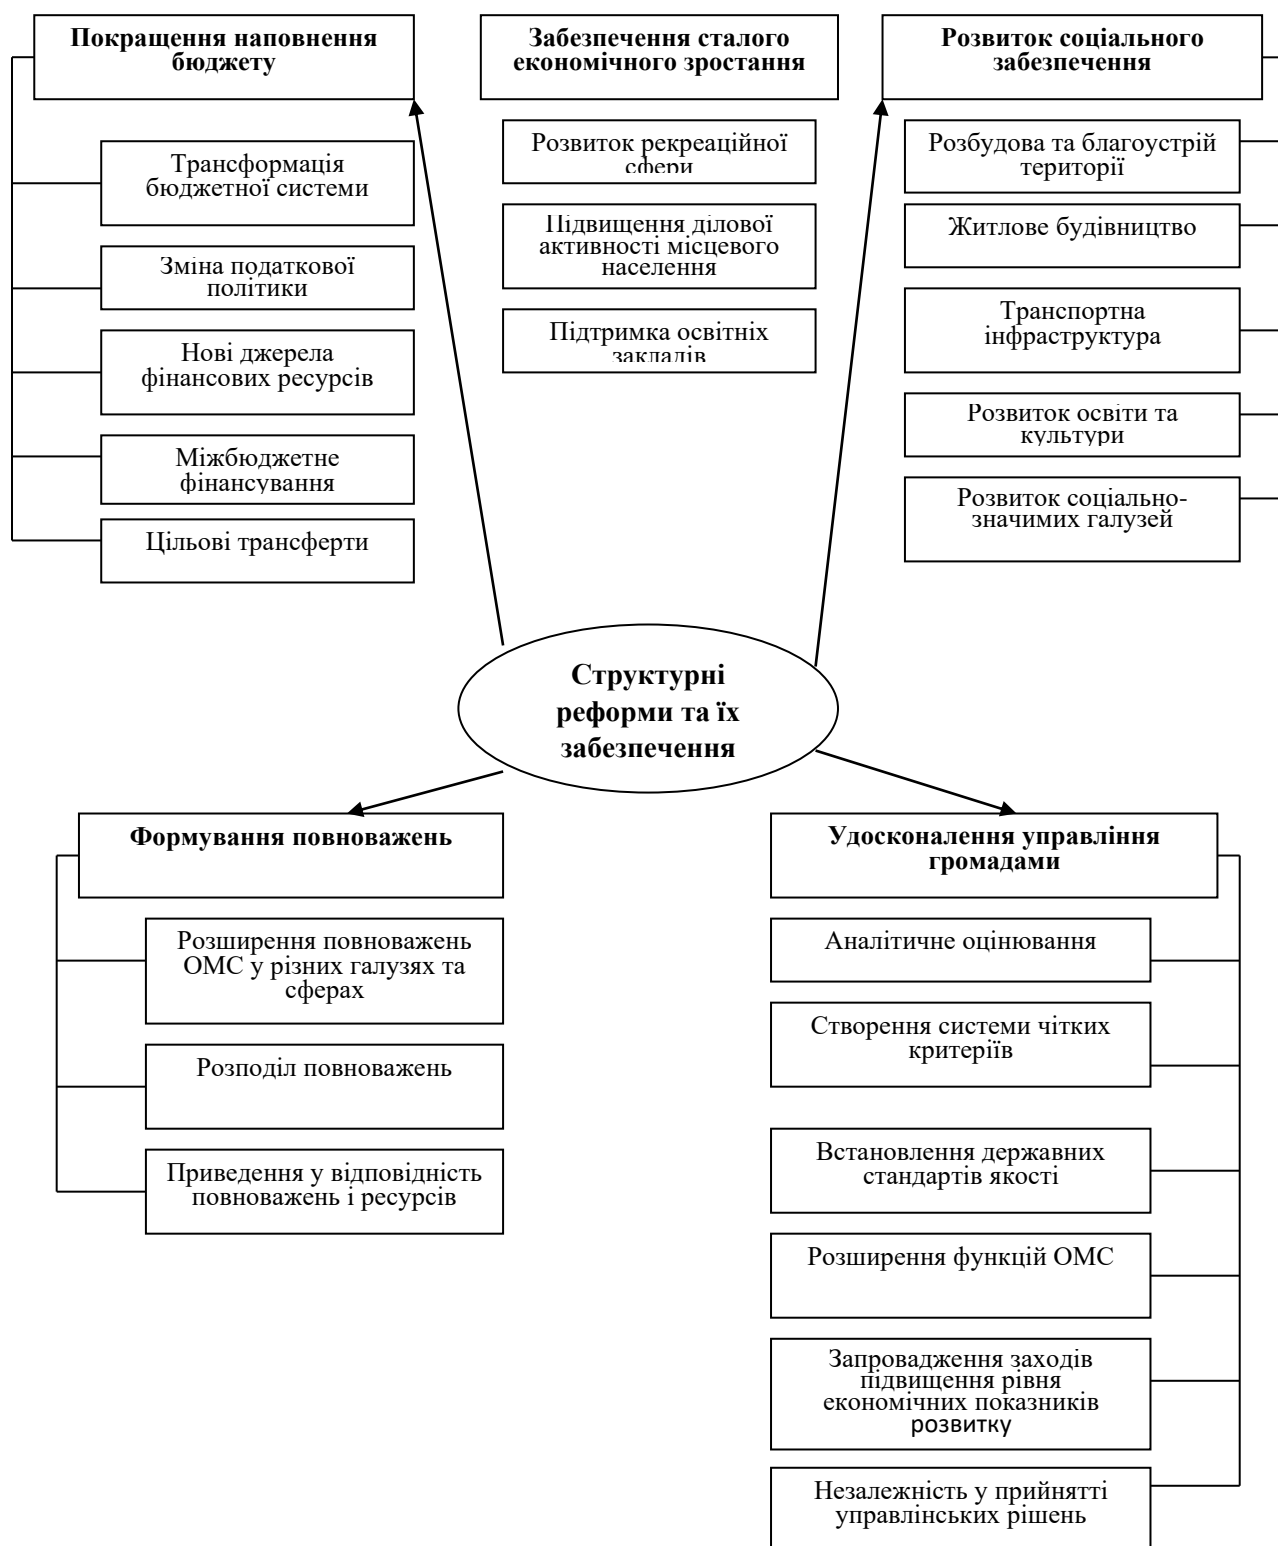 Покращення наповнення
бюджету
Трансформація
бюджетної системи
Зміна податкової
політики
Нові джерела
фінансових ресурсів
Міжбюджетне
фінансування
Цільові трансферти
Забезпечення сталого
економічного зростання
Розвиток рекреаційної
сфери
Підвищення ділової
активності місцевого
населення
Підтримка освітніх
закладів
Розвиток соціального
забезпечення
Розбудова та благоустрій
території
Житлове будівництво
Транспортна
інфраструктура
Розвиток освіти та
культури
Розвиток соціально-
значимих галузей
Структурні
реформи та їх
забезпечення
Формування повноважень
Розширення повноважень
ОМС у різних галузях та
сферах
Розподіл повноважень
Приведення у відповідність
повноважень і ресурсів
Удосконалення управління
громадами
Аналітичне оцінювання
Створення системи чітких
критеріїв
Встановлення державних
стандартів якості
Розширення функцій ОМС
Запровадження заходів
підвищення рівня
економічних показників
розвитку
Незалежність у прийнятті
управлінських рішень